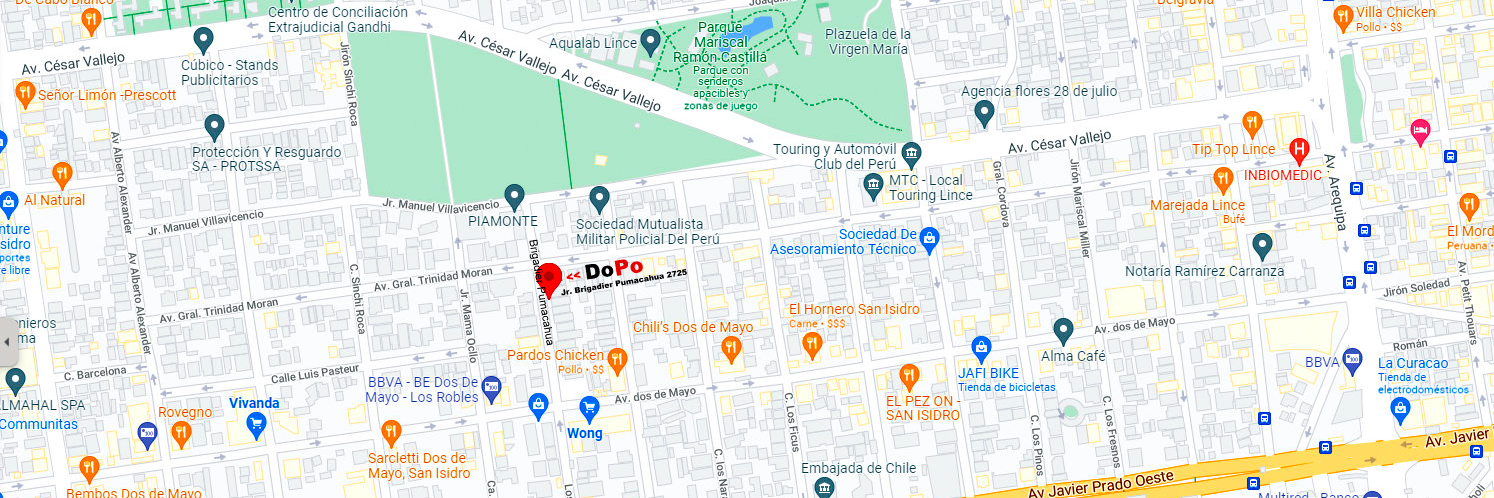 De Cabo Blanco
Centro de Conciliación
Extrajudicial Gandhi
Av. César Vallejo
Cúbico - Stands
Publicitarios
Señor Limón -Prescott
Jirón Sinchi Roca
Av. César Vallejo
Av. César Vallejo
Aqualab Lince
Parque
Mariscal
Ramón Castilla
Parque con
senderos
apacibles y
zonas de juego
Plazuela de la
Virgen María
Belgravia
Villa Chicken
Pollo • $$
Agencia flores 28 de julio
Av. César Vallejo
Tip Top Lince
INBIOMEDIC
Av. Arequipa
Protección Y Resguardo
SA - PROTSSA
Al Natural
Av Alberto Alexander
Jr. Manuel Villavicencio
Jr. Manuel Villavicencio
PIAMONTE
Sociedad Mutualista
Militar Policial Del Perú
Touring y Automóvil
Club del Perú
MTC - Local
Touring Lince
Gral. Cordova
Jirón Mariscal Miller
Marejada Lince
Bufé
Sociedad De
Asesoramiento Técnico
Notaría Ramírez Carranza
El Mord
Peruana •
nture
isidro
portes
re libre
Av Alberto Alexander
C. Sinchi Roca
Av. Gral. Trinidad Moran
Av. Gral. Trinidad Moran
Jr. Mama Ocllo
Brigadier Pumacahua
<< DoPo
Jr. Brigadier Pumacahua 2725
El Hornero San Isidro
Carne • $$$
Chili's Dos de Mayo
Pardos Chicken
Pollo • $$
Jirón Soledad
Av. Petit Thouars
Av. dos de Mayo
Alma Café
Román
BBVA
La Curacao
Tienda de
electrodomésticos
JAFI BIKE
Tienda de bicicletas
EL PEZ ON -
SAN ISIDRO
ioneros
ma
C. Barcelona
Calle Luis Pasteur
BBVA - BE Dos De
Mayo - Los Robles
Av. dos de Mayo
LMAHAL SPA
Communitas
Rovegno
Vivanda
Wong
Sarcletti Dos de
Mayo, San Isidro
Bembos Dos de Mayo
C. Los Ficus
C. Los Pinos
C. Los Fresnos
Embajada de Chile
Av Javier Prado Oeste
Av. Javier